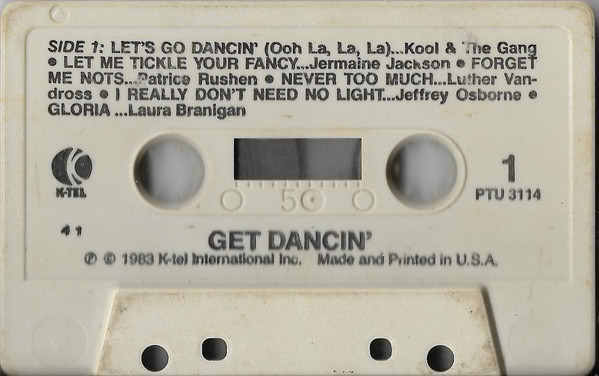 SIDE 1: LET'S GO DANCIN' (Ooh La, La, La)...Kool & The Gang
• LET ME TICKLE YOUR FANCY...Jermaine Jackson • FORGET
ME NOTS...Patrice Rushen • NEVER TOO MUCH...Luther Van-
dross • I REALLY DON'T NEED NO LIGHT...Jeffrey Osborne •
GLORIA ...Laura Branigan
K
K-TEL
1
PTU 3114
50
41
GET DANCIN'
℗ © 1983 K-tel International Inc. Made and Printed in U.S.A.